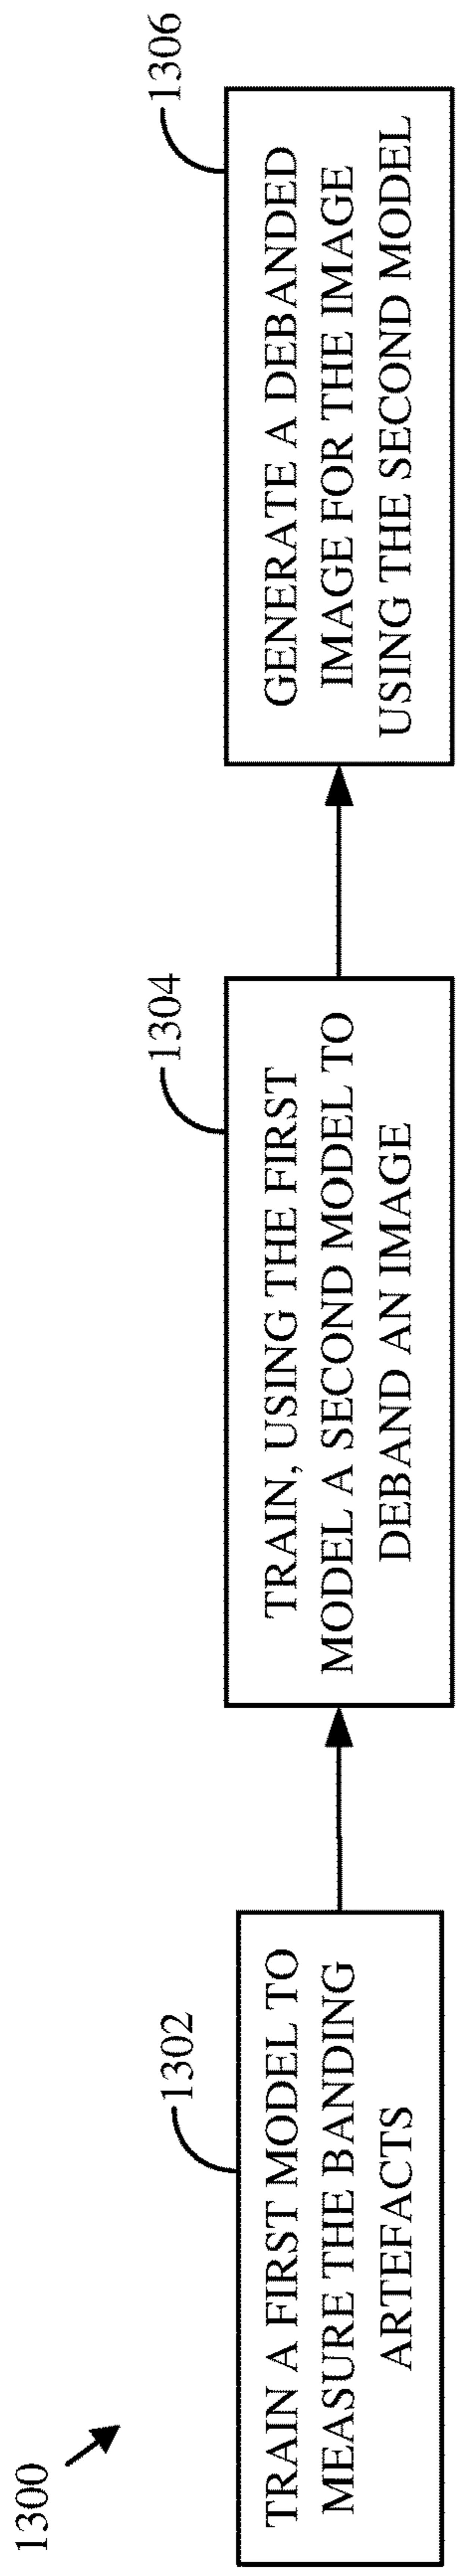 1300
1302
TRAIN A FIRST MODEL TO
MEASURE THE BANDING
ARTEFACTS
1304
TRAIN, USING THE FIRST
MODEL A SECOND MODEL TO
DEBAND AN IMAGE
1306
GENERATE A DEBANDED
IMAGE FOR THE IMAGE
USING THE SECOND MODEL